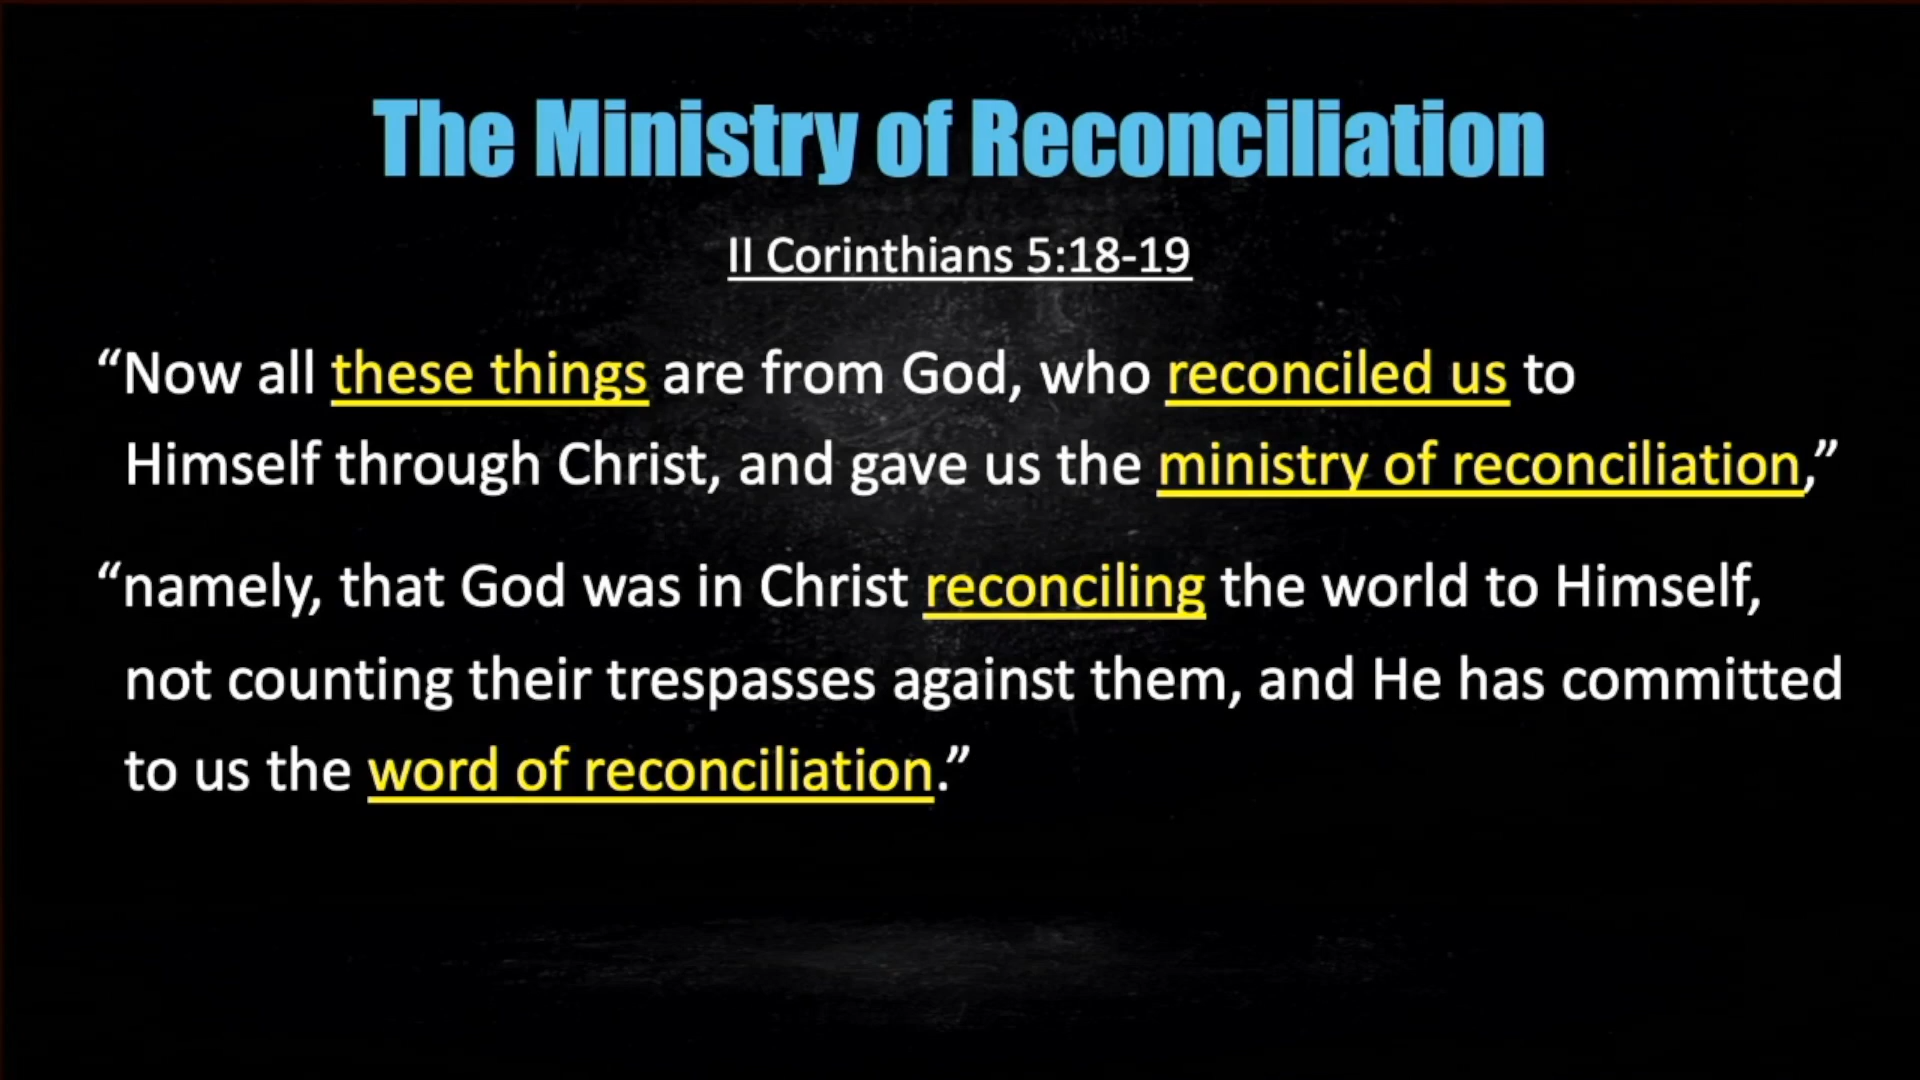 The Ministry of Reconciliation
II Corinthians 5:18-19
“Now all these things are from God, who reconciled us to
Himself through Christ, and gave us the ministry of reconciliation,”
“namely, that God was in Christ reconciling the world to Himself,
not counting their trespasses against them, and He has committed
to us the word of reconciliation.”